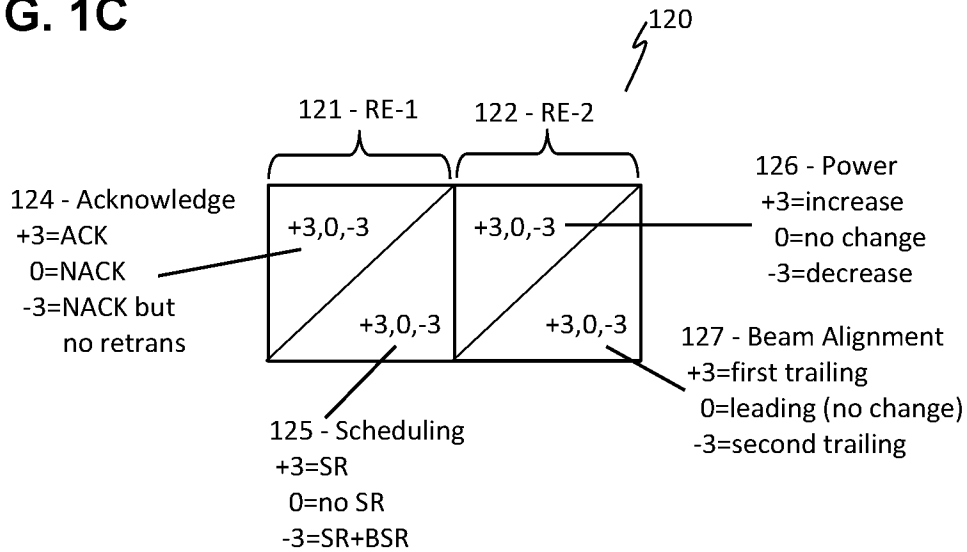 G. 1C
120
121 - RE-1
122 - RE-2
124 - Acknowledge
+3=ACK
0=NACK
-3=NACK but
no retrans
+3,0,-3
+3,0,-3
+3,0,-3
+3,0,-3
126 - Power
+3=increase
0=no change
-3=decrease
127 - Beam Alignment
+3=first trailing
0=leading (no change)
-3=second trailing
125 - Scheduling
+3=SR
0=no SR
-3=SR+BSR